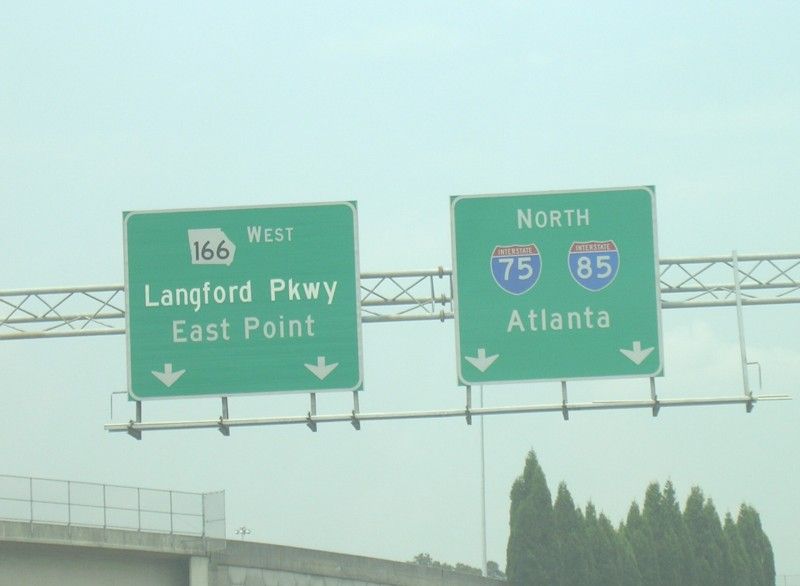 166 WEST
Langford Pkwy
East Point
NORTH
INTERSTATE INTERSTATE
75 85
Atlanta